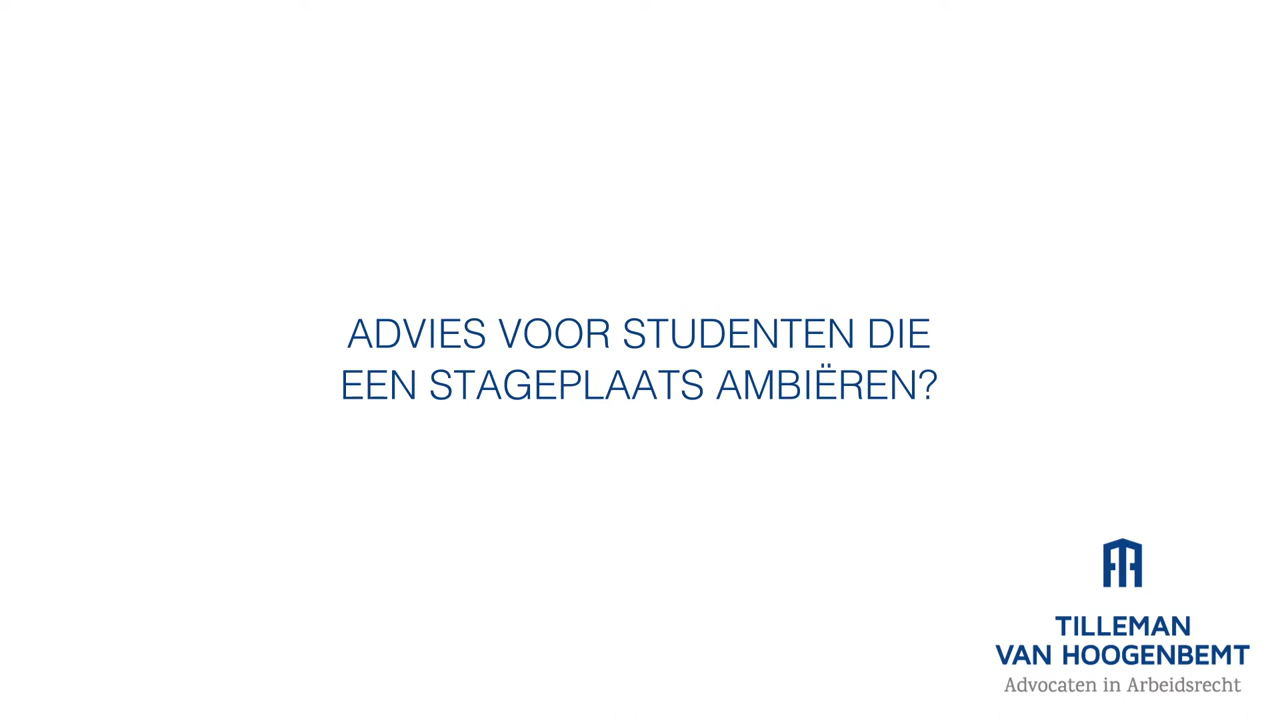 ADVIES VOOR STUDENTEN DIE
EEN STAGEPLAATS AMBIËREN?
TILLEMAN
VAN HOOGENBEMT
Advocaten in Arbeidsrecht